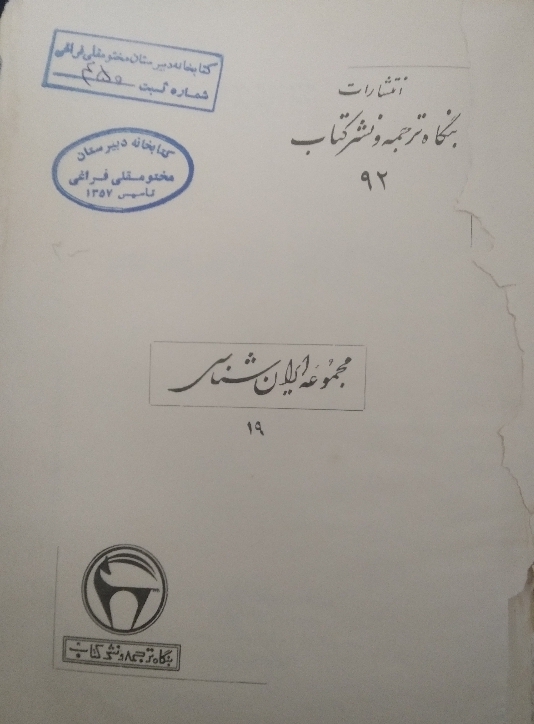 انتشارات
بنگاه ترجمه و نشر کتاب
۹۲
کتابخانه دبیرستان مختومقلی فراغی
شماره ثبت ۴۵۰
کتابخانه دبیرستان
مختومقلی فراغی
تاسیس ۱۳۵۷
مجموعهٔ ایران‌شناسی
۱۹
بنگاه ترجمه و نشر کتاب